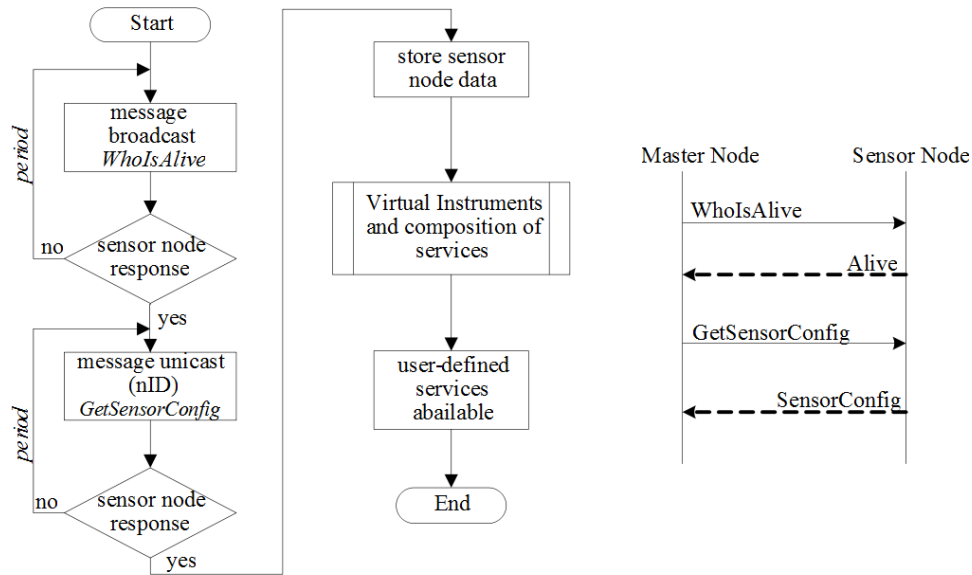 Start
period
message
broadcast
WhoIsAlive
no
sensor node
response
yes
period
message unicast
(nID)
GetSensorConfig
no
sensor node
response
yes
store sensor
node data
Virtual Instruments
and composition of
services
user-defined
services
abailable
End
Master Node
Sensor Node
WhoIsAlive
Alive
GetSensorConfig
SensorConfig